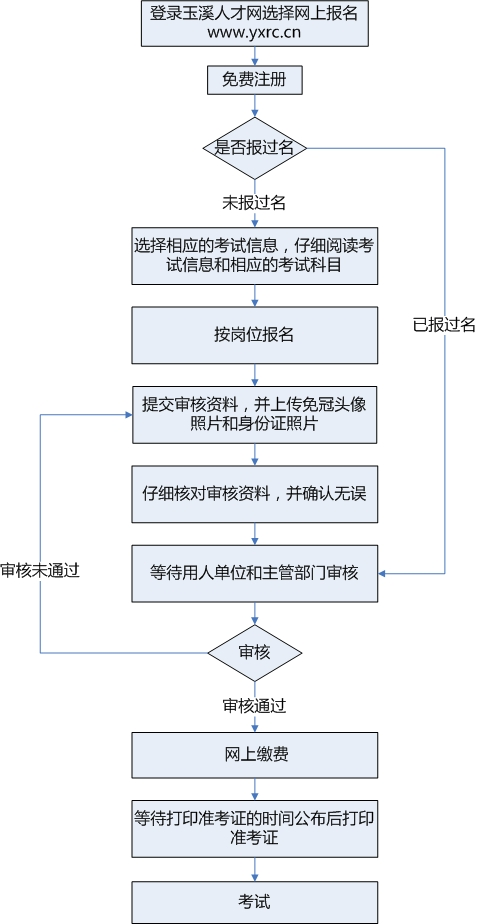 登录玉溪人才网选择网上报名
www.yxrc.cn
免费注册
是否报过名
未报过名
选择相应的考试信息，仔细阅读考
试信息和相应的考试科目
已报过名
按岗位报名
提交审核资料，并上传免冠头像
照片和身份证照片
仔细核对审核资料，并确认无误
审核未通过
等待用人单位和主管部门审核
审核
审核通过
网上缴费
等待打印准考证的时间公布后打印
准考证
考试